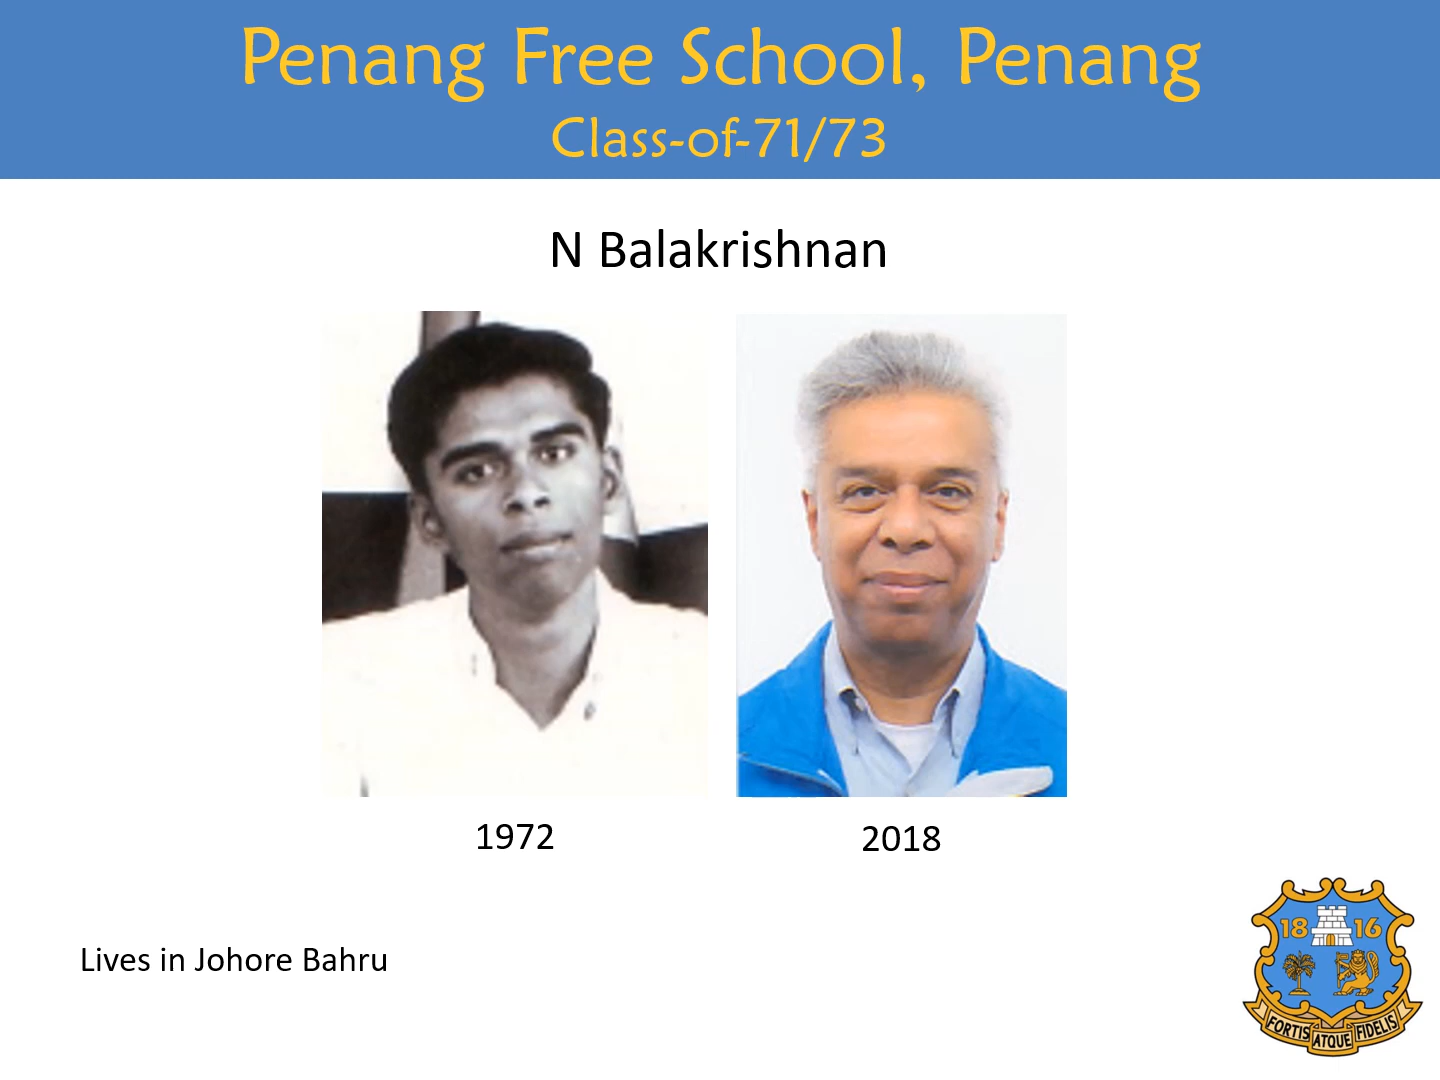 Penang Free School, Penang
Class-of-71/73
N Balakrishnan
1972
2018
Lives in Johore Bahru
18 16
FORTIS ATQUE FIDELIS